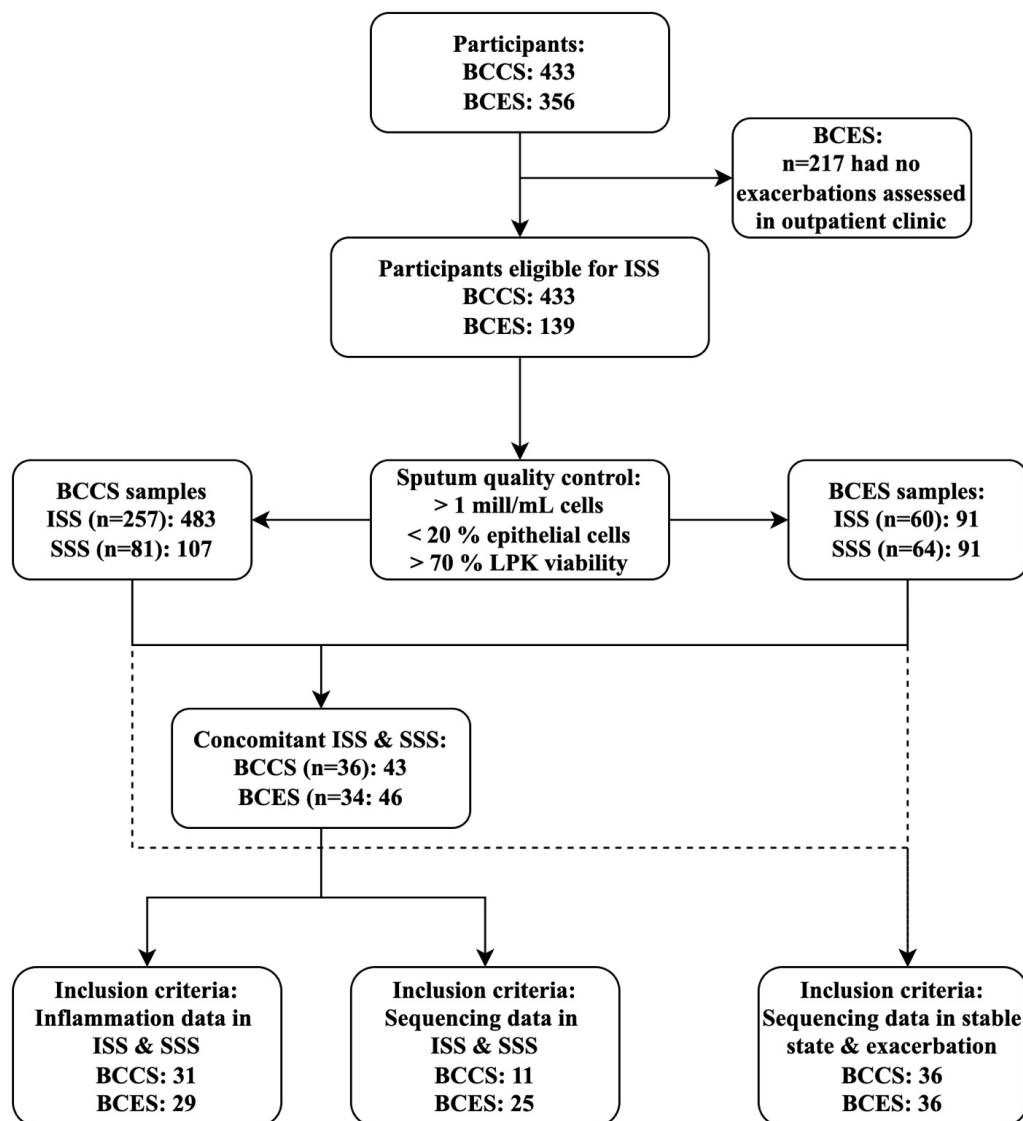 Participants:
BCCS: 433
BCES: 356
BCES:
n=217 had no
exacerbations assessed
in outpatient clinic
Participants eligible for ISS
BCCS: 433
BCES: 139
BCCS samples
ISS (n=257): 483
SSS (n=81): 107
Sputum quality control:
> 1 mill/mL cells
< 20 % epithelial cells
> 70 % LPK viability
BCES samples:
ISS (n=60): 91
SSS (n=64): 91
Concomitant ISS & SSS:
BCCS (n=36): 43
BCES (n=34: 46
Inclusion criteria:
Inflammation data in
ISS & SSS
BCCS: 31
BCES: 29
Inclusion criteria:
Sequencing data in
ISS & SSS
BCCS: 11
BCES: 25
Inclusion criteria:
Sequencing data in stable
state & exacerbation
BCCS: 36
BCES: 36